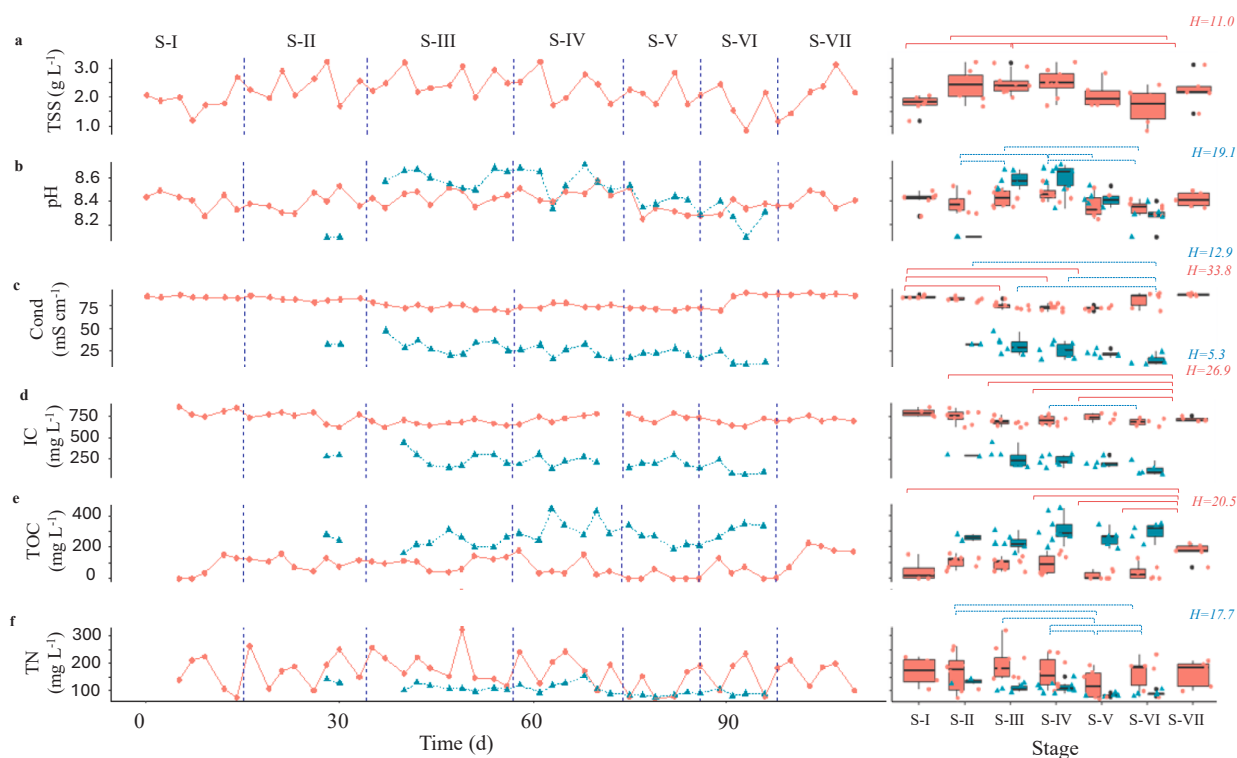 H=11.0
a
S-I S-II S-III S-IV S-V S-VI S-VII
TSS (g L-1)
3.0
2.0
1.0
b
H=19.1
pH
8.6
8.2
H=12.9
H=33.8
c
Cond
(mS cm-1)
75
50
25
H=5.3
H=26.9
d
IC
(mg L-1)
750
500
250
e
H=20.5
TOC
(mg L-1)
400
200
0
f
H=17.7
TN
(mg L-1)
300
200
100
0 30 60 90
S-I S-II S-III S-IV S-V S-VI S-VII
Time (d)
Stage